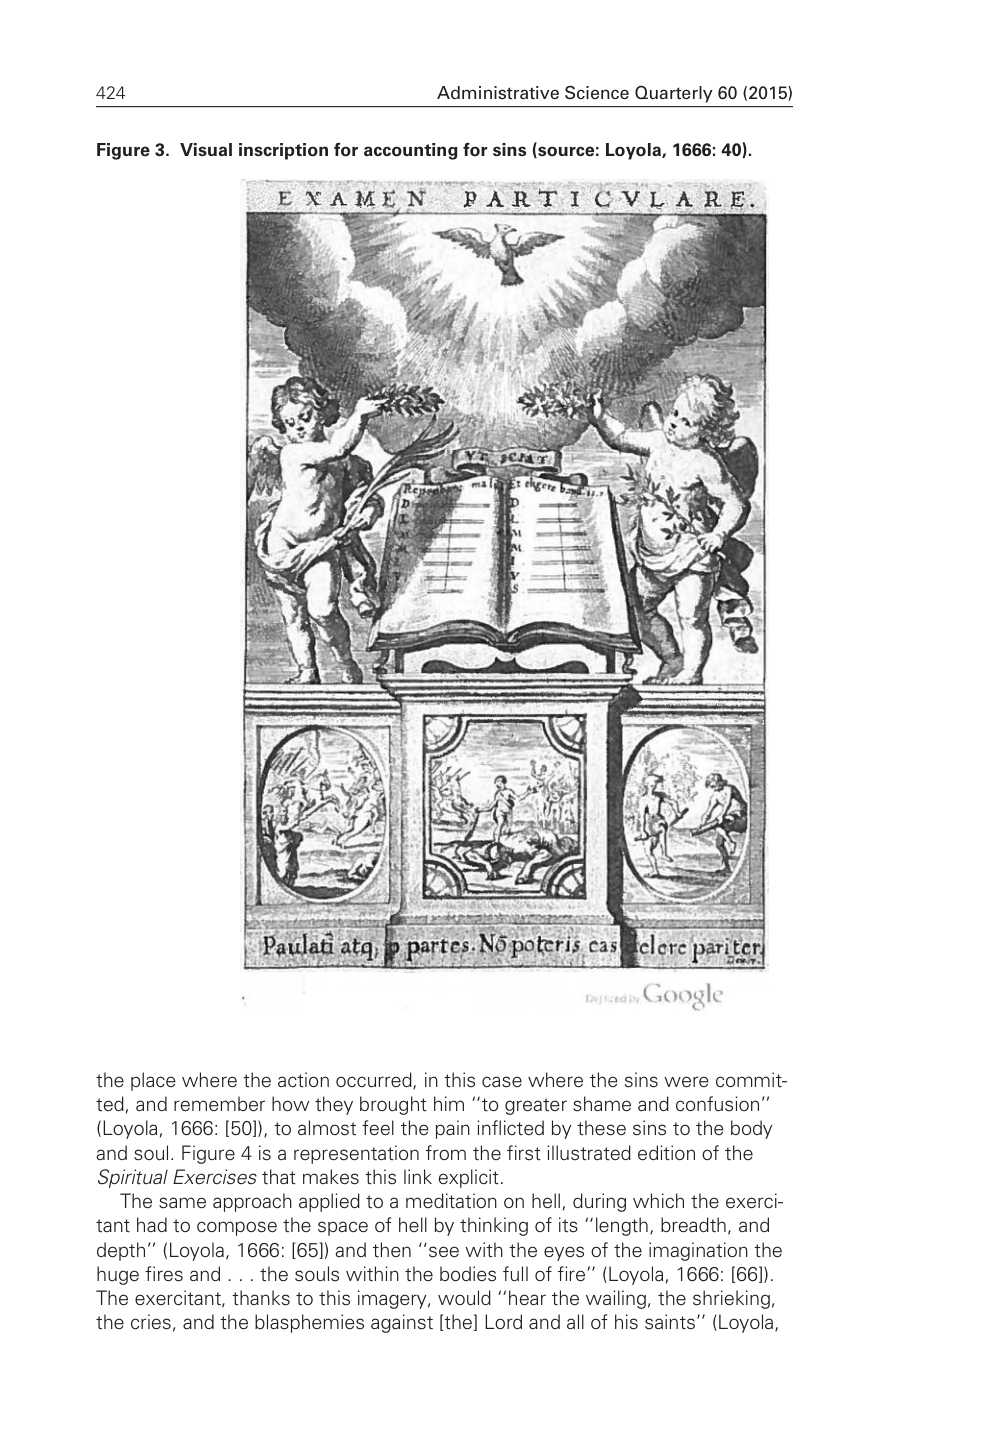 424
Administrative Science Quarterly 60 (2015)
Figure 3. Visual inscription for accounting for sins (source: Loyola, 1666: 40).
EXAMEN PARTICVLARE.
VT SCIAT
mala Et eligere
D
L
M
M
D
L
M
M
I
V
S
Paulatī atq; p partes. Nō poteris eas
pariter.
Digitized by Google
the place where the action occurred, in this case where the sins were commit-
ted, and remember how they brought him ‘‘to greater shame and confusion’’
(Loyola, 1666: [50]), to almost feel the pain inflicted by these sins to the body
and soul. Figure 4 is a representation from the first illustrated edition of the
Spiritual Exercises that makes this link explicit.
The same approach applied to a meditation on hell, during which the exerci-
tant had to compose the space of hell by thinking of its ‘‘length, breadth, and
depth’’ (Loyola, 1666: [65]) and then ‘‘see with the eyes of the imagination the
huge fires and . . . the souls within the bodies full of fire’’ (Loyola, 1666: [66]).
The exercitant, thanks to this imagery, would ‘‘hear the wailing, the shrieking,
the cries, and the blasphemies against [the] Lord and all of his saints’’ (Loyola,